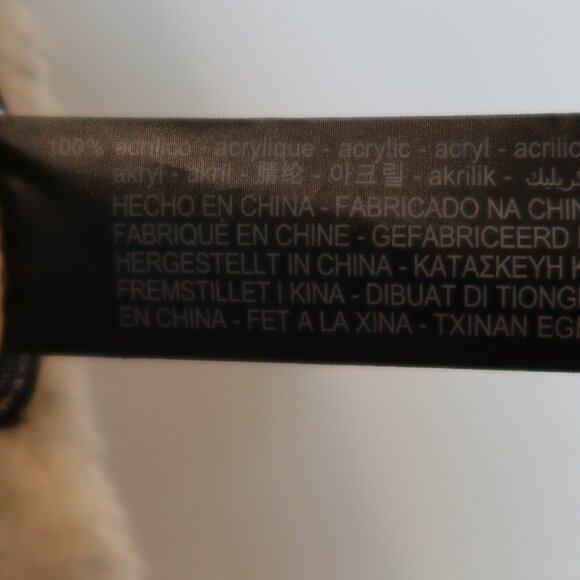 100% acrílico - acrylique - acrylic - acryl - acrilic
akryl - akril - 腈纶 - 아크릴 - akrilik - كريليك
HECHO EN CHINA - FABRICADO NA CHIN
FABRIQUÉ EN CHINE - GEFABRICEERD
HERGESTELLT IN CHINA - ΚΑΤΑΣΚΕΥΗ Κ
FREMSTILLET I KINA - DIBUAT DI TIONG
EN CHINA - FET A LA XINA - TXINAN EGI